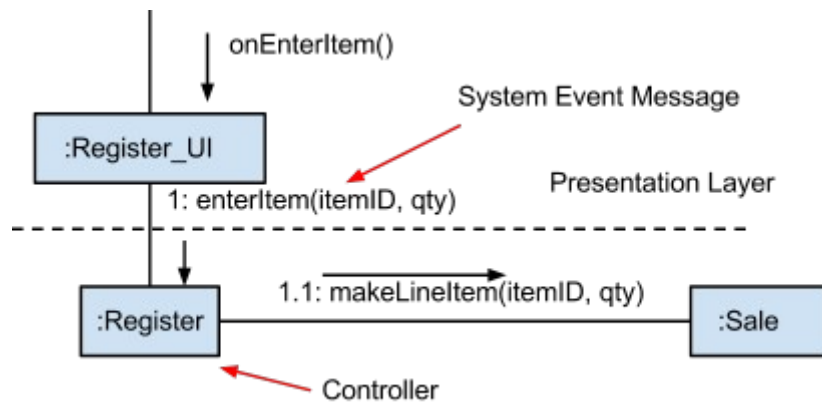 onEnterItem()
System Event Message
:Register_UI
Presentation Layer
1: enterItem(itemID, qty)
1.1: makeLineItem(itemID, qty)
:Register
:Sale
Controller